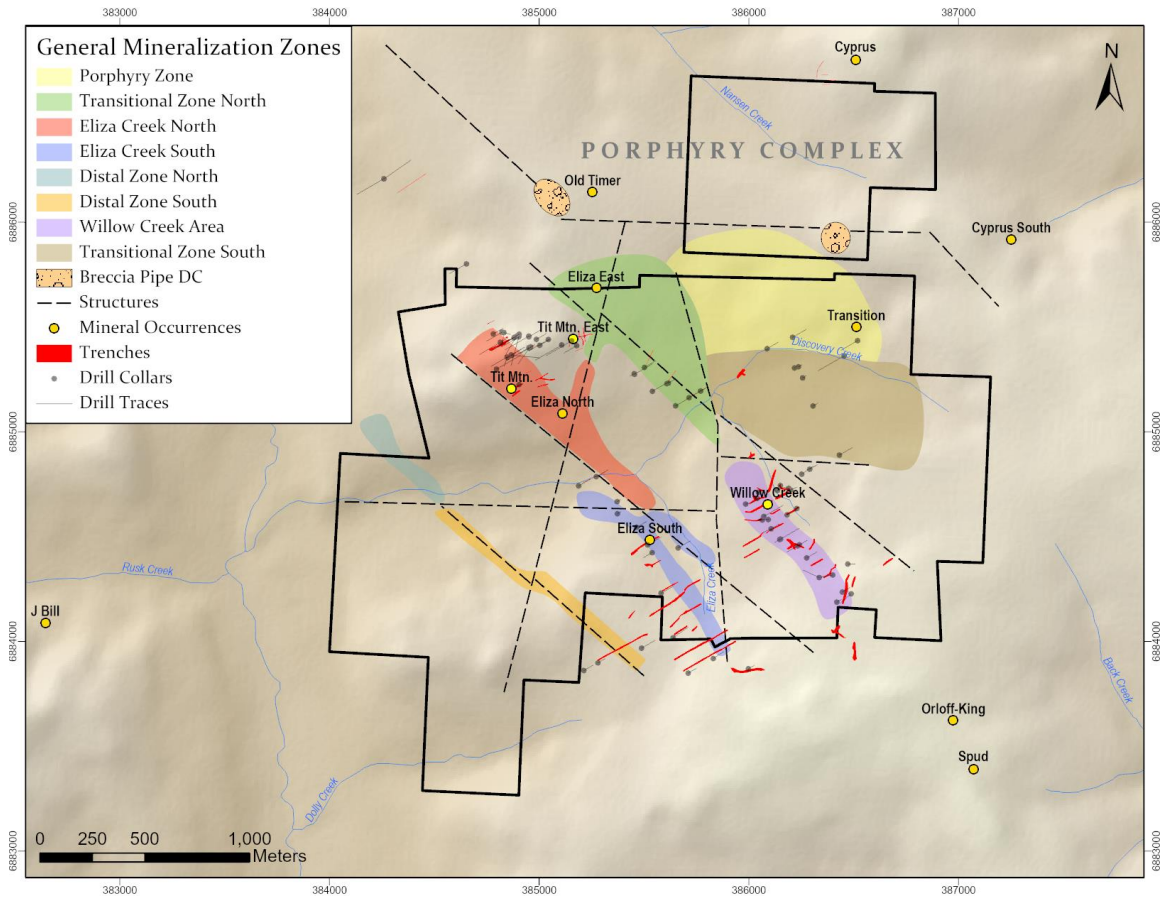 383000
384000
385000
386000
387000
General Mineralization Zones
Porphyry Zone
Transitional Zone North
Eliza Creek North
Eliza Creek South
Distal Zone North
Distal Zone South
Willow Creek Area
Transitional Zone South
Breccia Pipe DC
Structures
Mineral Occurrences
Trenches
Drill Collars
Drill Traces
N
Cyprus
Nansen Creek
PORPHYRY COMPLEX
Old Timer
6886000
6886000
Cyprus South
Eliza East
Transition
Tit Mtn. East
Discovery Creek
Tit Mtn.
Eliza North
6885000
6885000
Willow Creek
Eliza South
Rusk Creek
Eliza Creek
J Bill
6884000
6884000
Back Creek
Orloff-King
Spud
Dolly Creek
0 250 500 1,000
Meters
6883000
6883000
383000
384000
385000
386000
387000